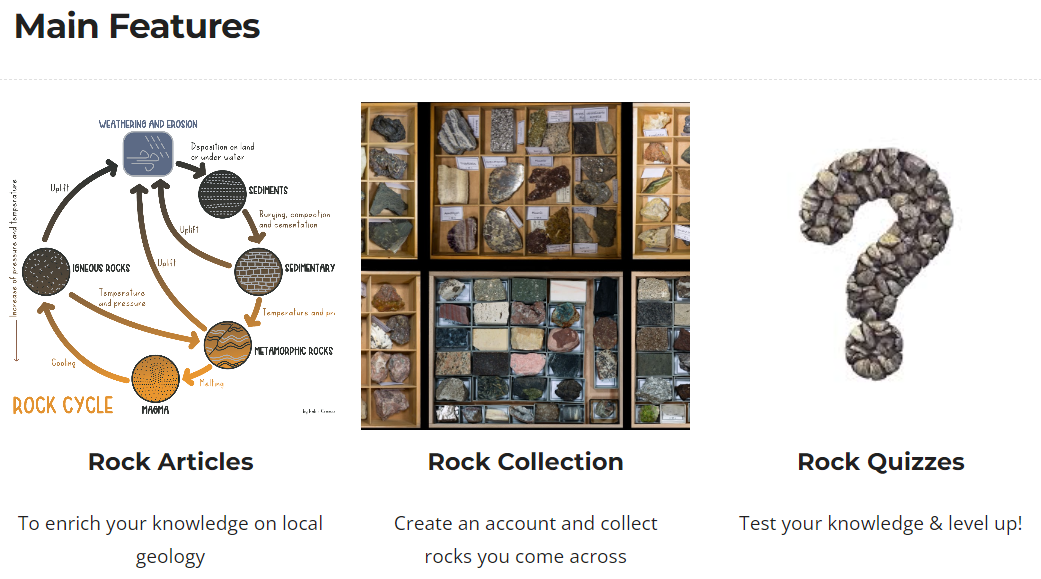 Main Features
WEATHERING AND EROSION
Deposition on land
or under water
Uplift
SEDIMENTS
Burying, compaction
and cementation
Uplift
Increase of pressure and temperature
IGNEOUS ROCKS
Uplift
SEDIMENTARY
Temperature
and pressure
Temperature and
METAMORPHIC ROCKS
Cooling
Melting
ROCK CYCLE
MAGMA
Rock Articles
Rock Collection
Rock Quizzes
To enrich your knowledge on local
geology
Create an account and collect
rocks you come across
Test your knowledge & level up!